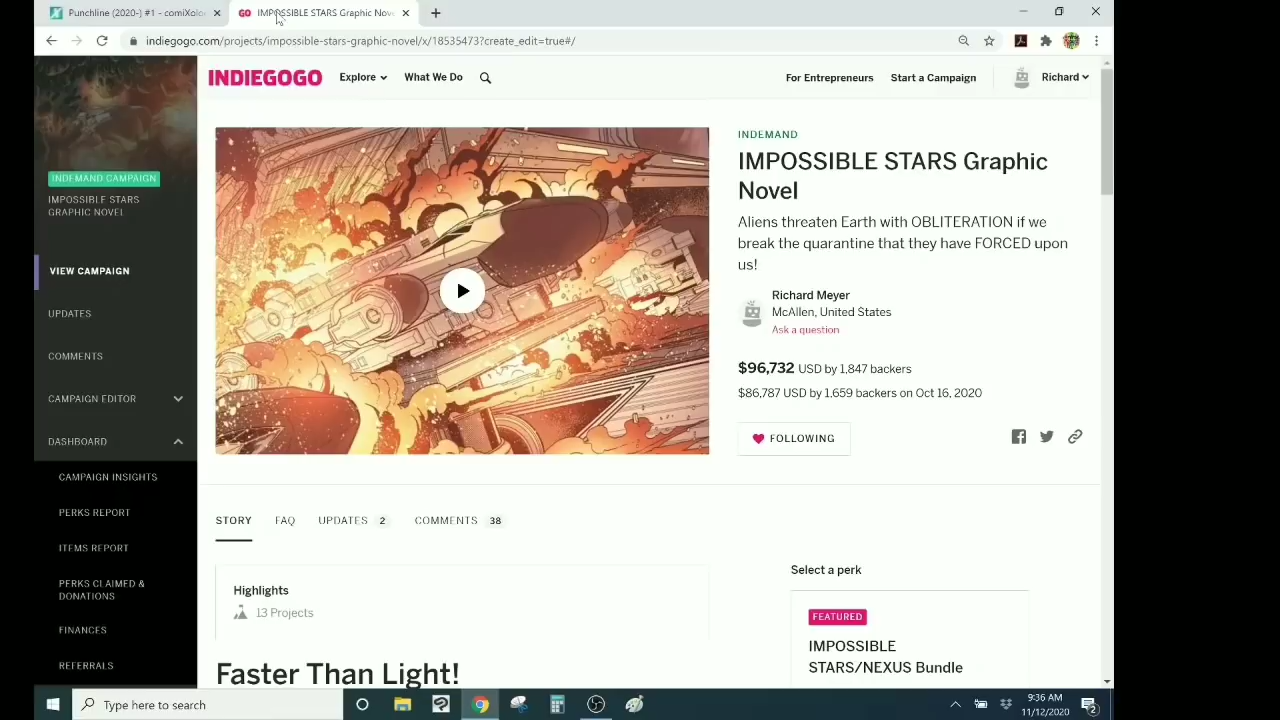 Punchline (2020-) #1 - comiXolo
GO IMPOSSIBLE STARS Graphic Nov
indiegogo.com/projects/impossible-stars-graphic-novel/x/18535473?create_edit=true#/
INDIEGOGO
Explore
What We Do
For Entrepreneurs
Start a Campaign
Richard
INDEMAND CAMPAIGN
IMPOSSIBLE STARS
GRAPHIC NOVEL
VIEW CAMPAIGN
UPDATES
COMMENTS
CAMPAIGN EDITOR
DASHBOARD
CAMPAIGN INSIGHTS
PERKS REPORT
ITEMS REPORT
PERKS CLAIMED &
DONATIONS
FINANCES
REFERRALS
INDEMAND
IMPOSSIBLE STARS Graphic
Novel
Aliens threaten Earth with OBLITERATION if we
break the quarantine that they have FORCED upon
us!
Richard Meyer
McAllen, United States
Ask a question
$96,732 USD by 1,847 backers
$86,787 USD by 1,659 backers on Oct 16, 2020
FOLLOWING
STORY
FAQ
UPDATES 2
COMMENTS 38
Highlights
13 Projects
Faster Than Light!
Select a perk
FEATURED
IMPOSSIBLE
STARS/NEXUS Bundle
Type here to search
9:36 AM
11/12/2020
2